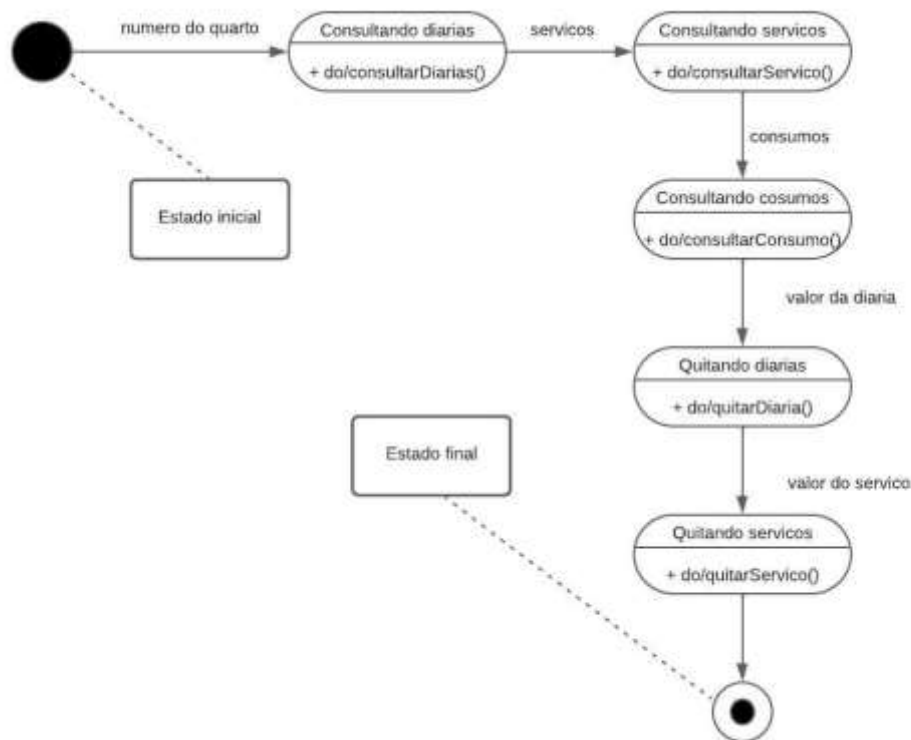 numero do quarto
Consultando diarias
+ do/consultarDiarias()
servicos
Consultando servicos
+ do/consultarServico()
consumos
Estado inicial
Consultando cosumos
+ do/consultarConsumo()
valor da diaria
Quitando diarias
+ do/quitarDiaria()
Estado final
valor do servico
Quitando servicos
+ do/quitarServico()